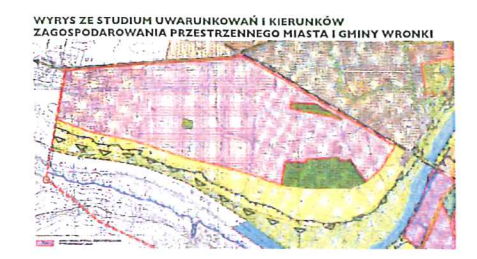 WYRYS ZE STUDIUM UWARUNKOWAŃ I KIERUNKÓW
ZAGOSPODAROWANIA PRZESTRZENNEGO MIASTA I GMINY WRONKI